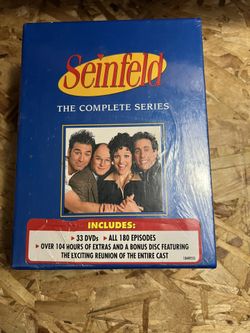 Seinfeld
THE COMPLETE SERIES
INCLUDES:
▸ 33 DVDs ▸ ALL 180 EPISODES
▸ OVER 104 HOURS OF EXTRAS AND A BONUS DISC FEATURING
THE EXCITING REUNION OF THE ENTIRE CAST